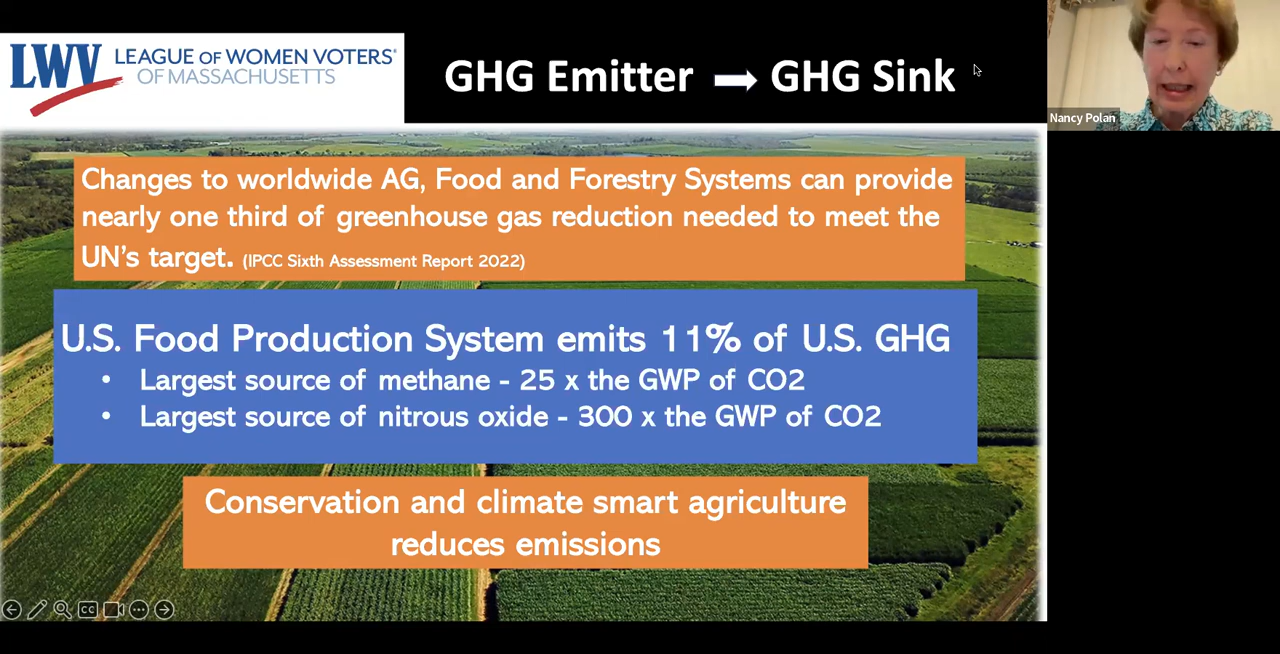 LWV LEAGUE OF WOMEN VOTERS®
OF MASSACHUSETTS
GHG Emitter ➡ GHG Sink
Nancy Polan
Changes to worldwide AG, Food and Forestry Systems can provide
nearly one third of greenhouse gas reduction needed to meet the
UN's target. (IPCC Sixth Assessment Report 2022)
U.S. Food Production System emits 11% of U.S. GHG
• Largest source of methane - 25 x the GWP of CO2
• Largest source of nitrous oxide - 300 x the GWP of CO2
Conservation and climate smart agriculture
reduces emissions
CC